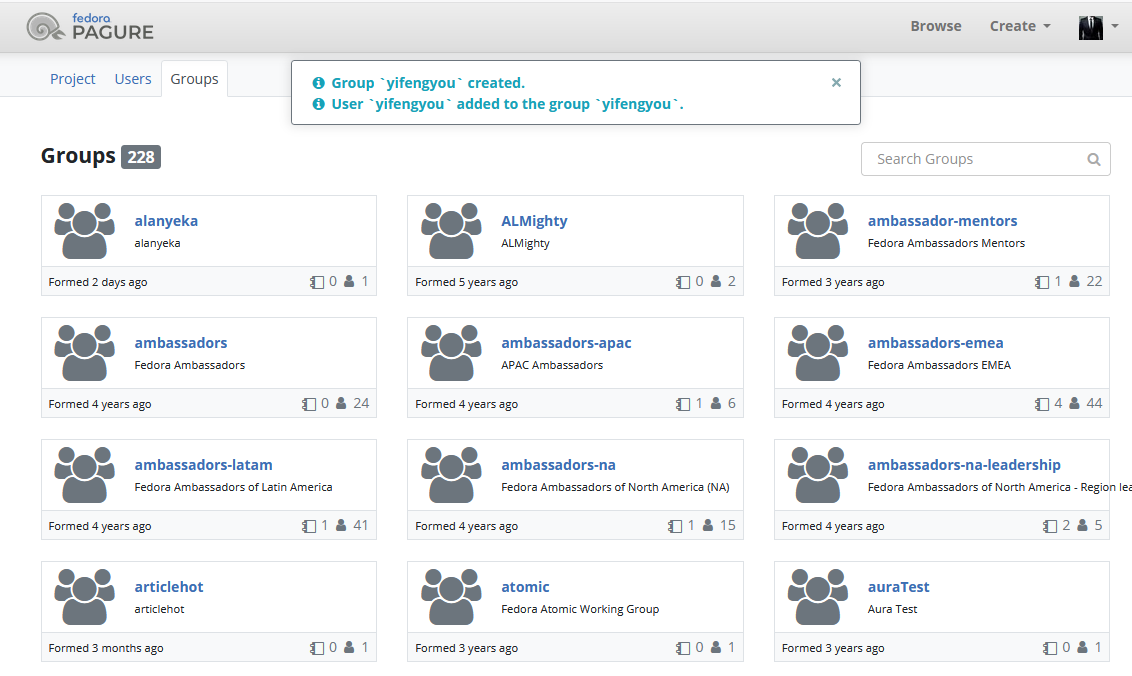 fedora
PAGURE
Browse
Create
Project
Users
Groups
Group `yifengyou` created.
User `yifengyou` added to the group `yifengyou`.
×
Groups 228
Search Groups
alanyeka
alanyeka
Formed 2 days ago
0 1
ALMighty
ALMighty
Formed 5 years ago
0 2
ambassador-mentors
Fedora Ambassadors Mentors
Formed 3 years ago
1 22
ambassadors
Fedora Ambassadors
Formed 4 years ago
0 24
ambassadors-apac
APAC Ambassadors
Formed 4 years ago
1 6
ambassadors-emea
Fedora Ambassadors EMEA
Formed 4 years ago
4 44
ambassadors-latam
Fedora Ambassadors of Latin America
Formed 4 years ago
1 41
ambassadors-na
Fedora Ambassadors of North America (NA)
Formed 4 years ago
1 15
ambassadors-na-leadership
Fedora Ambassadors of North America - Region lea
Formed 4 years ago
2 5
articlehot
articlehot
Formed 3 months ago
0 1
atomic
Fedora Atomic Working Group
Formed 3 years ago
0 1
auraTest
Aura Test
Formed 3 years ago
0 1